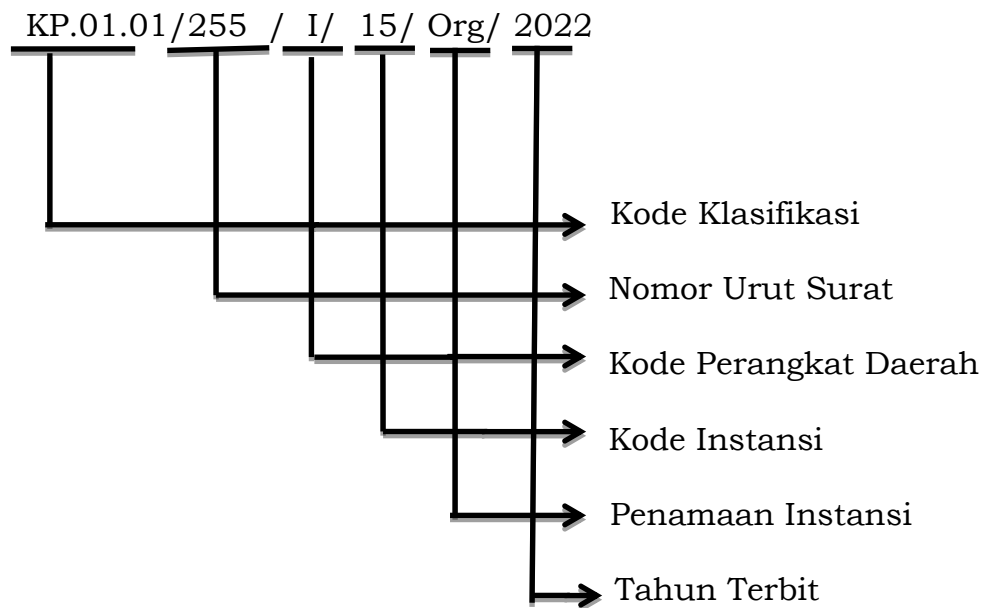 KP.01.01/255 / I/ 15/ Org/ 2022
Kode Klasifikasi
Nomor Urut Surat
Kode Perangkat Daerah
Kode Instansi
Penamaan Instansi
Tahun Terbit